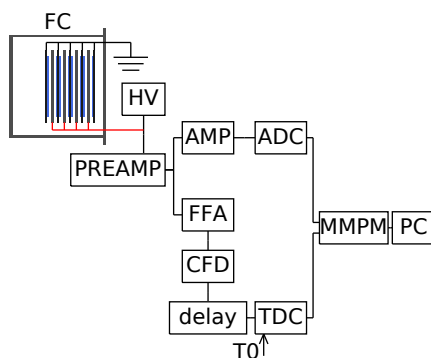 FC
HV
AMP
ADC
PREAMP
FFA
MMPM
PC
CFD
delay
TDC
T0